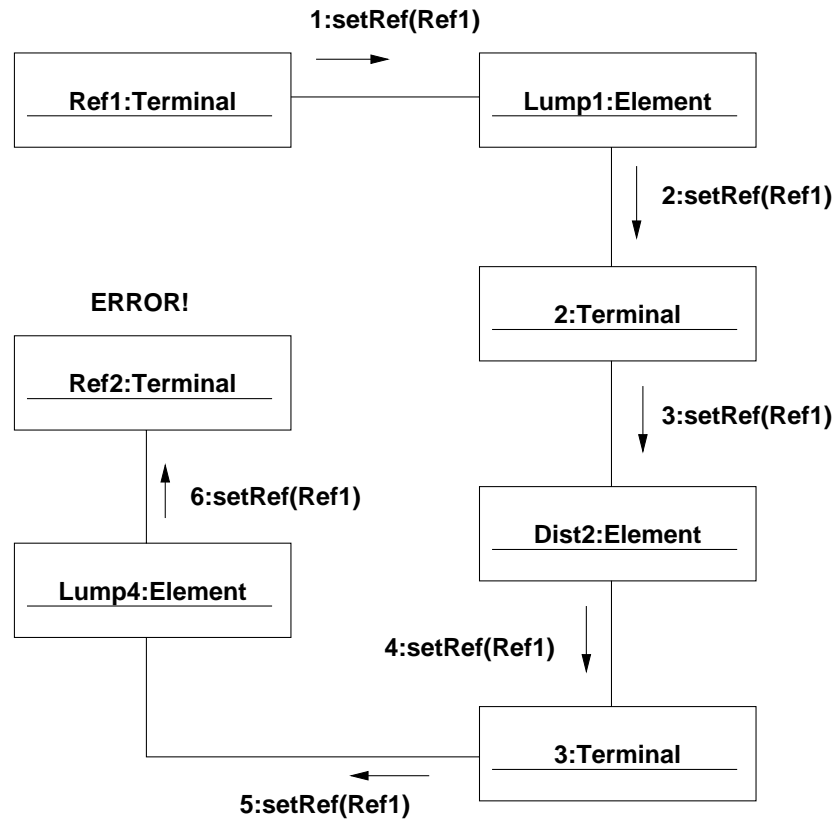 1:setRef(Ref1)
Ref1:Terminal
Lump1:Element
2:setRef(Ref1)
2:Terminal
ERROR!
Ref2:Terminal
3:setRef(Ref1)
6:setRef(Ref1)
Dist2:Element
Lump4:Element
4:setRef(Ref1)
3:Terminal
5:setRef(Ref1)